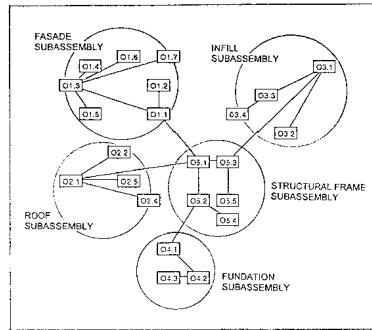 FASADE
SUBASSEMBLY
O1.6
O1.7
O1.4
O1.3
O1.2
O1.5
O1.1
INFILL
SUBASSEMBLY
O3.1
O3.3
O3.4
O3.2
O2.2
O2.1
O2.5
O2.4
ROOF
SUBASSEMBLY
O5.1
O5.3
O5.2
O5.5
O5.4
STRUCTURAL FRAME
SUBASSEMBLY
O4.1
O4.3
O4.2
FUNDATION
SUBASSEMBLY